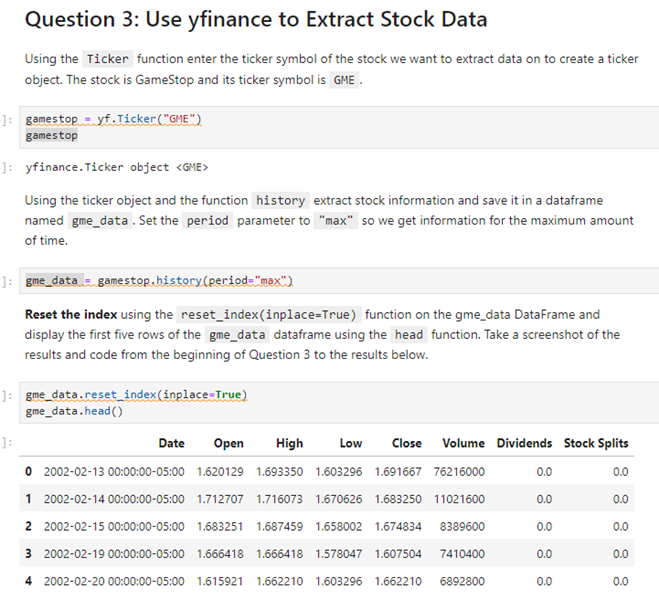 Question 3: Use yfinance to Extract Stock Data
Using the Ticker function enter the ticker symbol of the stock we want to extract data on to create a ticker
object. The stock is GameStop and its ticker symbol is GME .
]: gamestop = yf.Ticker("GME")
gamestop
]: yfinance.Ticker object <GME>
Using the ticker object and the function history extract stock information and save it in a dataframe
named gme_data . Set the period parameter to "max" so we get information for the maximum amount
of time.
]: gme_data = gamestop.history(period="max")
Reset the index using the reset_index(inplace=True) function on the gme_data DataFrame and
display the first five rows of the gme_data dataframe using the head function. Take a screenshot of the
results and code from the beginning of Question 3 to the results below.
]: gme_data.reset_index(inplace=True)
gme_data.head()
]: Date Open High Low Close Volume Dividends Stock Splits
0 2002-02-13 00:00:00-05:00 1.620129 1.693350 1.603296 1.691667 76216000 0.0 0.0
1 2002-02-14 00:00:00-05:00 1.712707 1.716073 1.670626 1.683250 11021600 0.0 0.0
2 2002-02-15 00:00:00-05:00 1.683251 1.687459 1.658002 1.674834 8389600 0.0 0.0
3 2002-02-19 00:00:00-05:00 1.666418 1.666418 1.578047 1.607504 7410400 0.0 0.0
4 2002-02-20 00:00:00-05:00 1.615921 1.662210 1.603296 1.662210 6892800 0.0 0.0